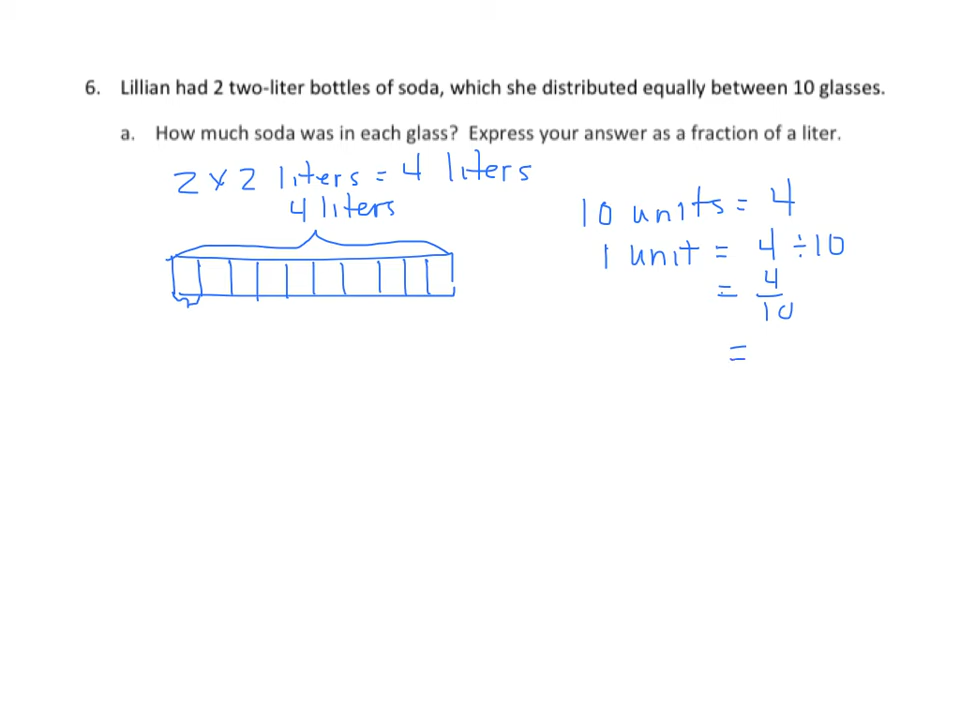 6. Lillian had 2 two-liter bottles of soda, which she distributed equally between 10 glasses.
a. How much soda was in each glass? Express your answer as a fraction of a liter.
2 × 2 liters = 4 liters
4 liters
10 units = 4
1 unit = 4 ÷ 10
= 4/10
=